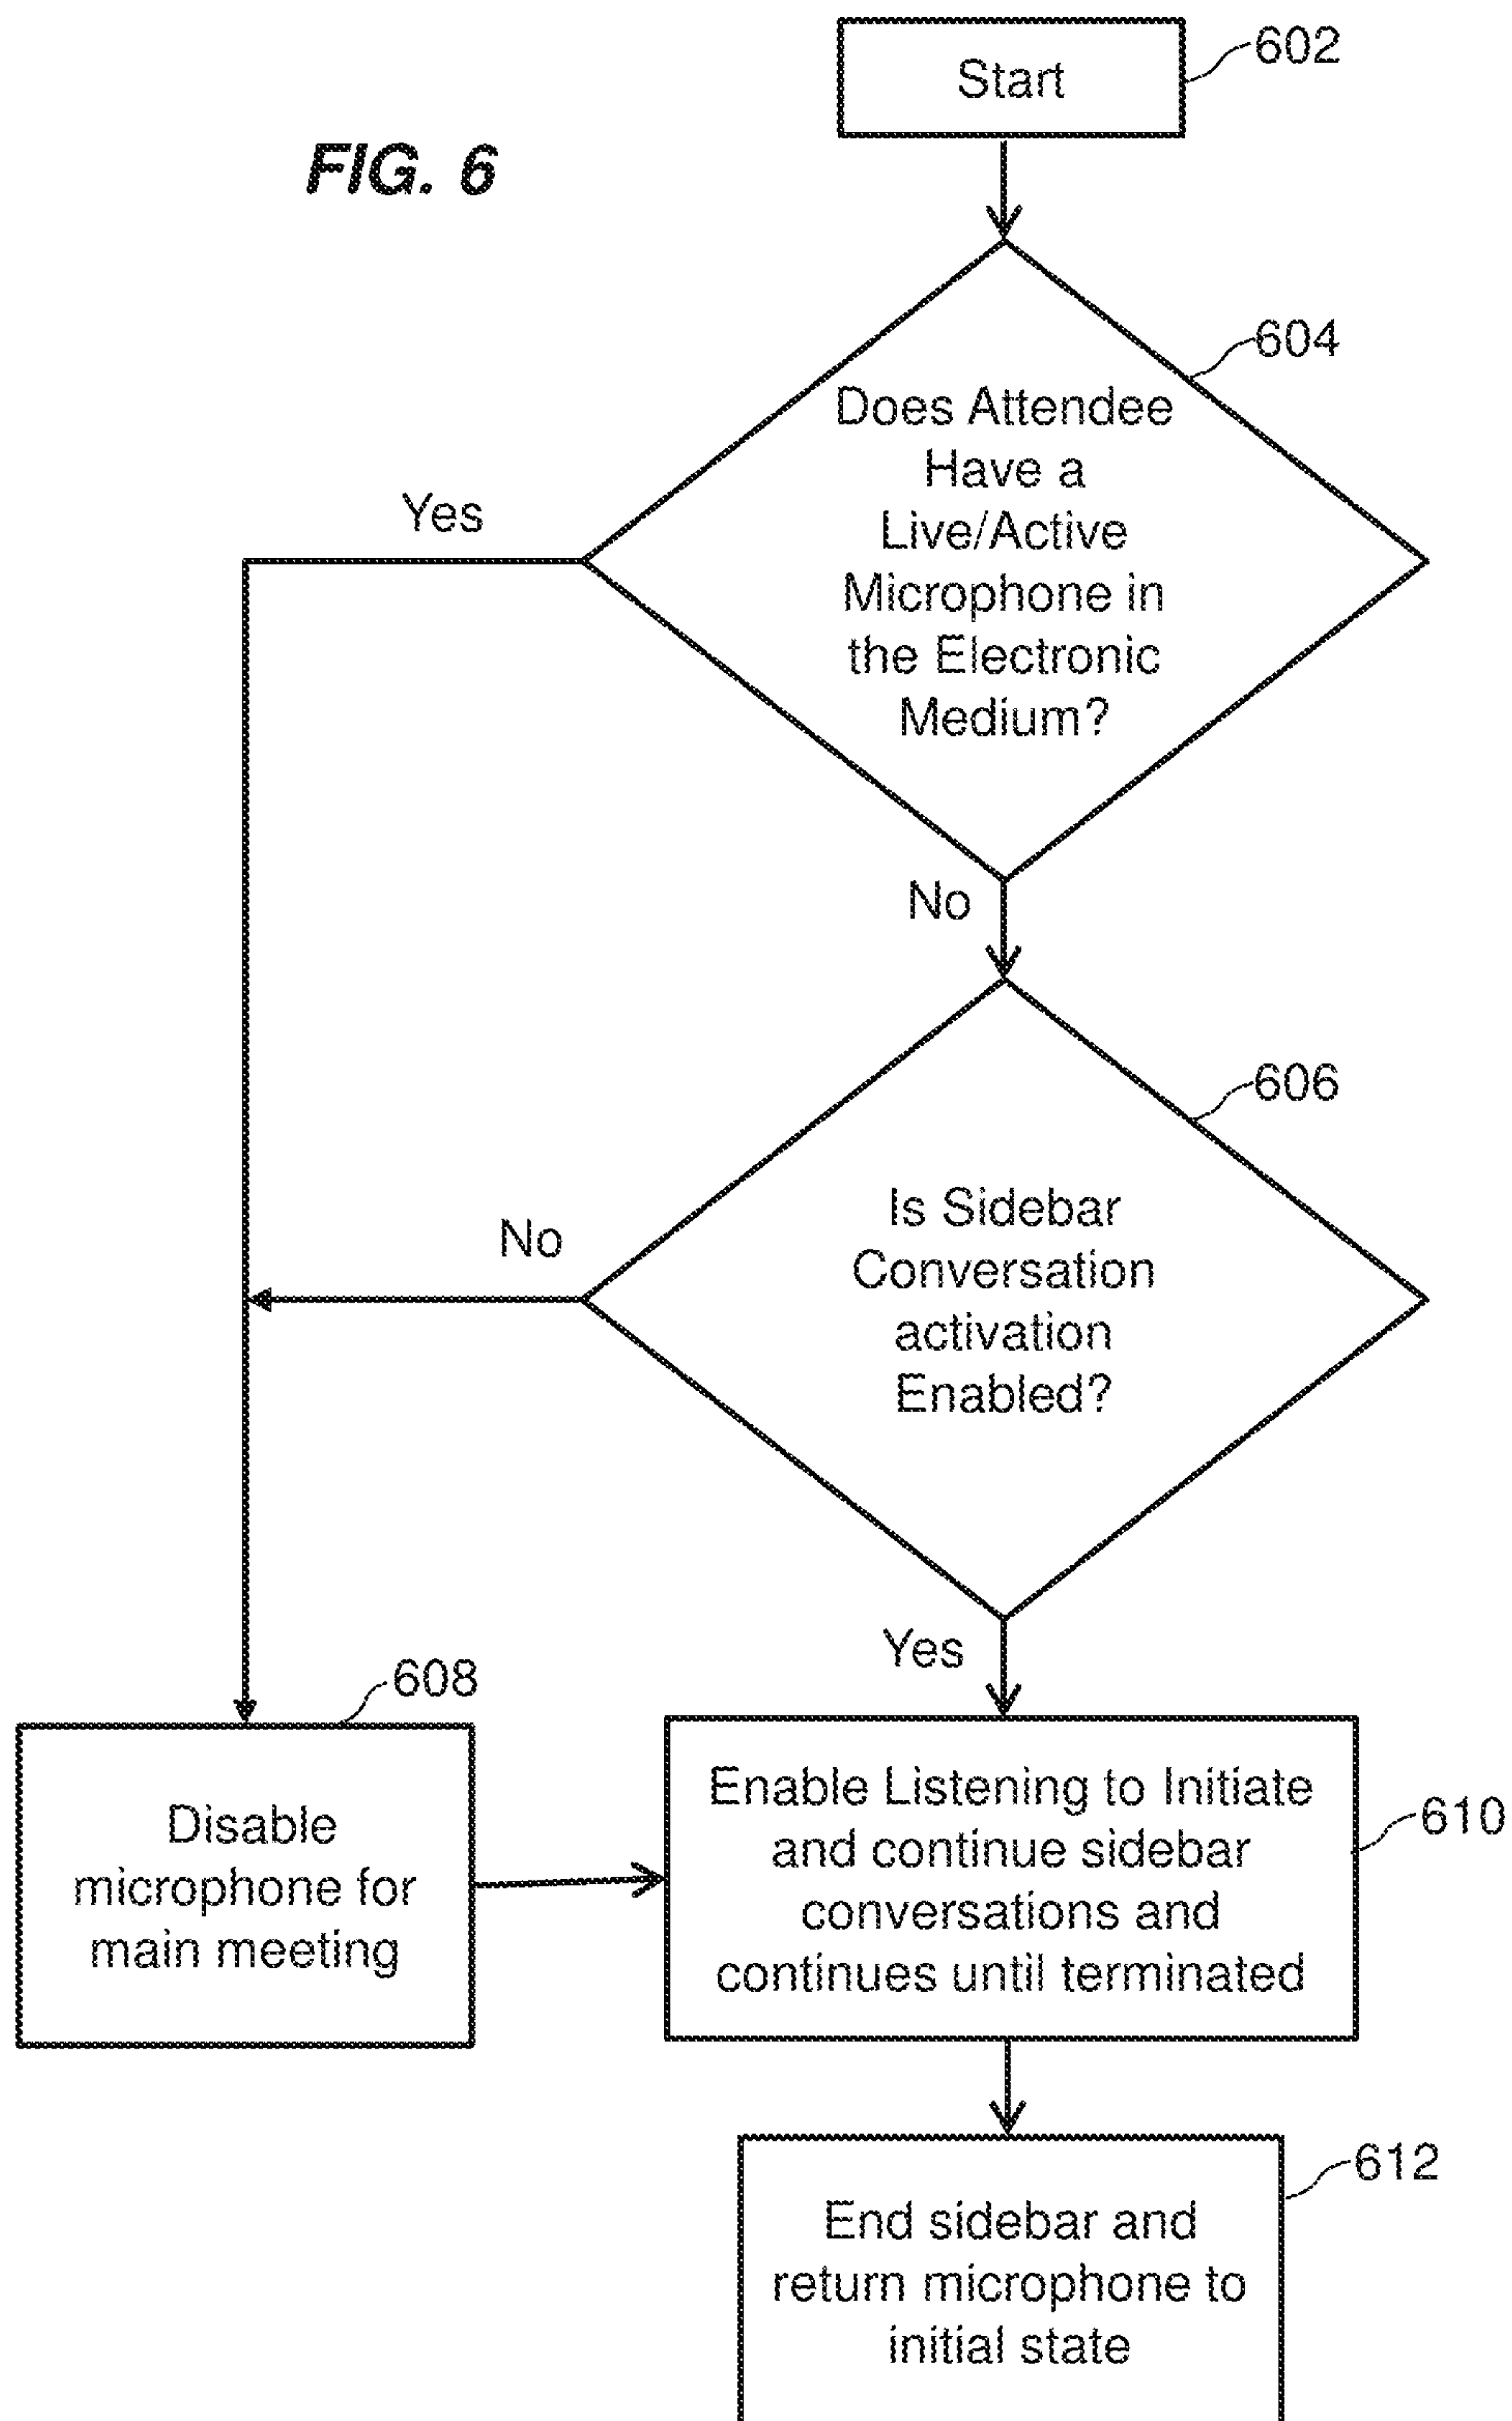 FIG. 6
Start
602
604
Does Attendee
Have a
Live/Active
Microphone in
the Electronic
Medium?
Yes
No
606
Is Sidebar
Conversation
activation
Enabled?
No
Yes
608
Disable
microphone for
main meeting
Enable Listening to Initiate
and continue sidebar
conversations and
continues until terminated
610
612
End sidebar and
return microphone to
initial state